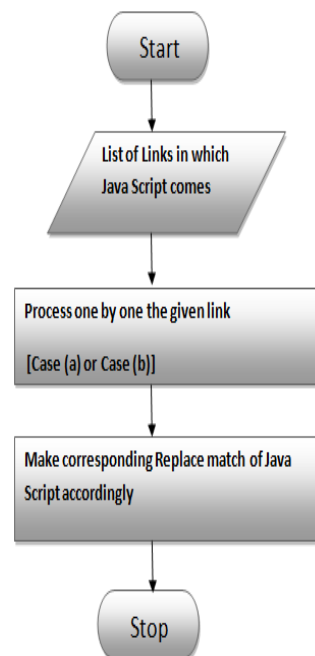 Start
List of Links in which
Java Script comes
Process one by one the given link
[Case (a) or Case (b)]
Make corresponding Replace match of Java
Script accordingly
Stop